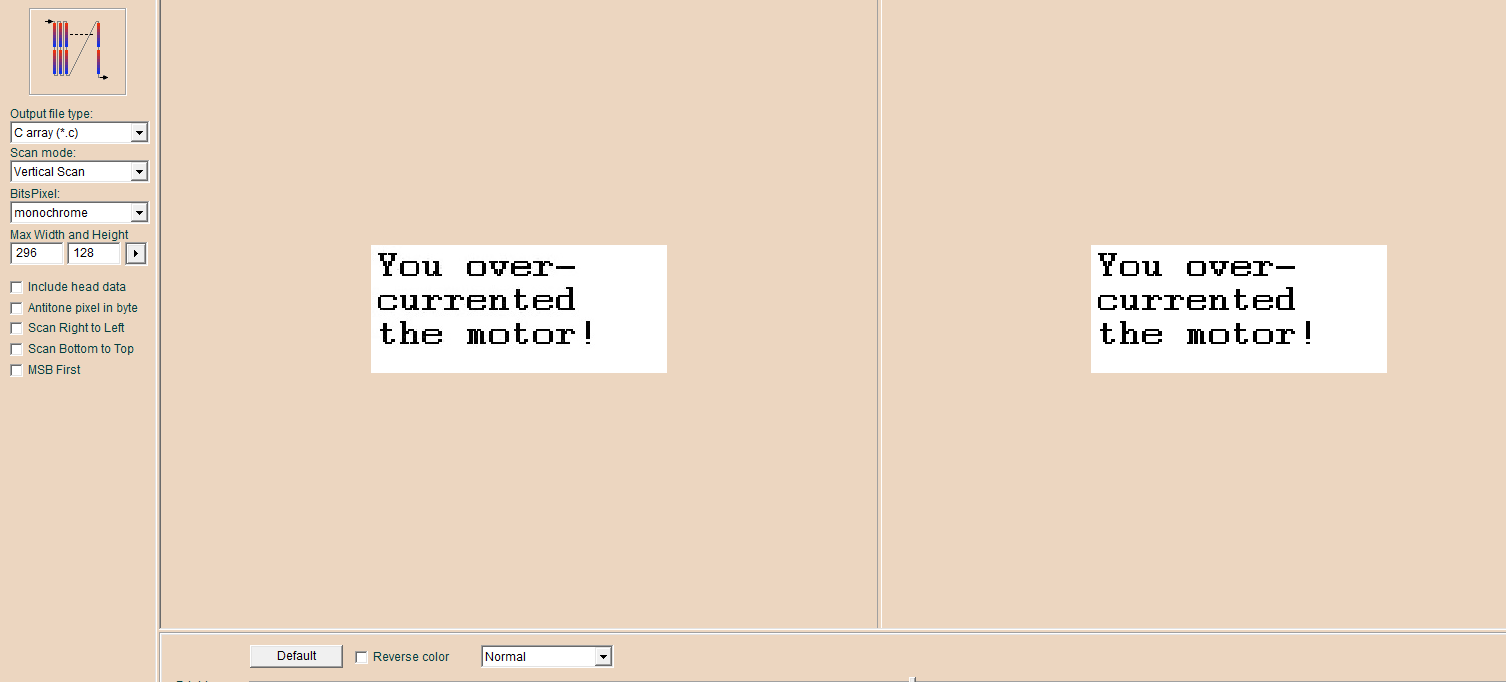 Output file type:
C array (*.c)
Scan mode:
Vertical Scan
BitsPixel:
monochrome
Max Width and Height
296 128
Include head data
Antitone pixel in byte
Scan Right to Left
Scan Bottom to Top
MSB First
You over-
currented
the motor!
You over-
currented
the motor!
Default Reverse color Normal